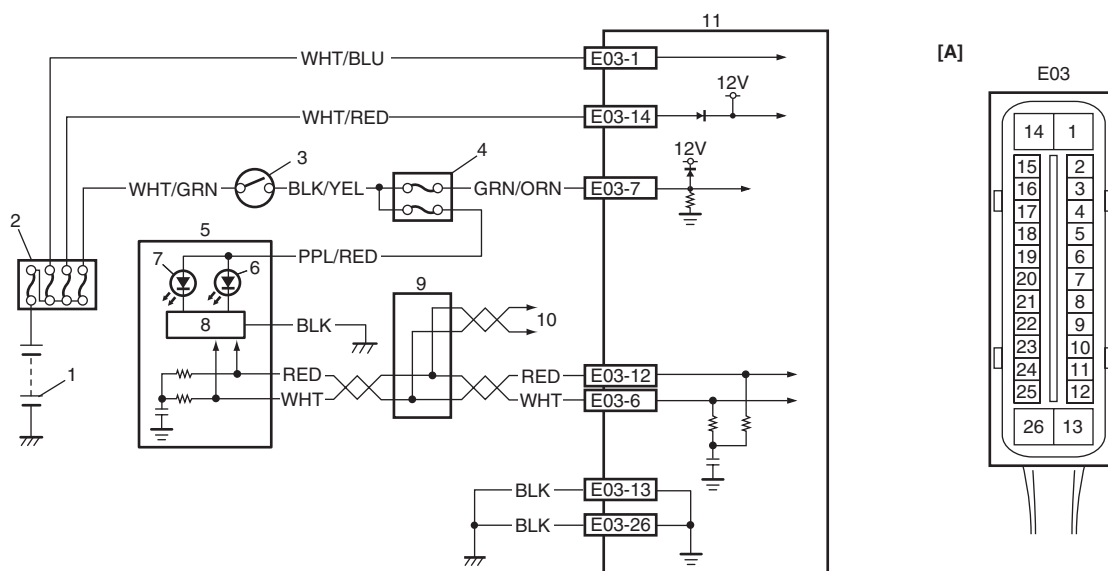 11
WHT/BLU
E03-1
[A]
E03
12V
WHT/RED
E03-14
14 1
3
4
12V
WHT/GRN
BLK/YEL
GRN/ORN
E03-7
15 2
16 3
17 4
18 5
19 6
20 7
21 8
22 9
23 10
24 11
25 12
26 13
2
5
7
6
PPL/RED
9
8
BLK
10
1
RED
RED
E03-12
WHT
WHT
E03-6
BLK
E03-13
BLK
E03-26